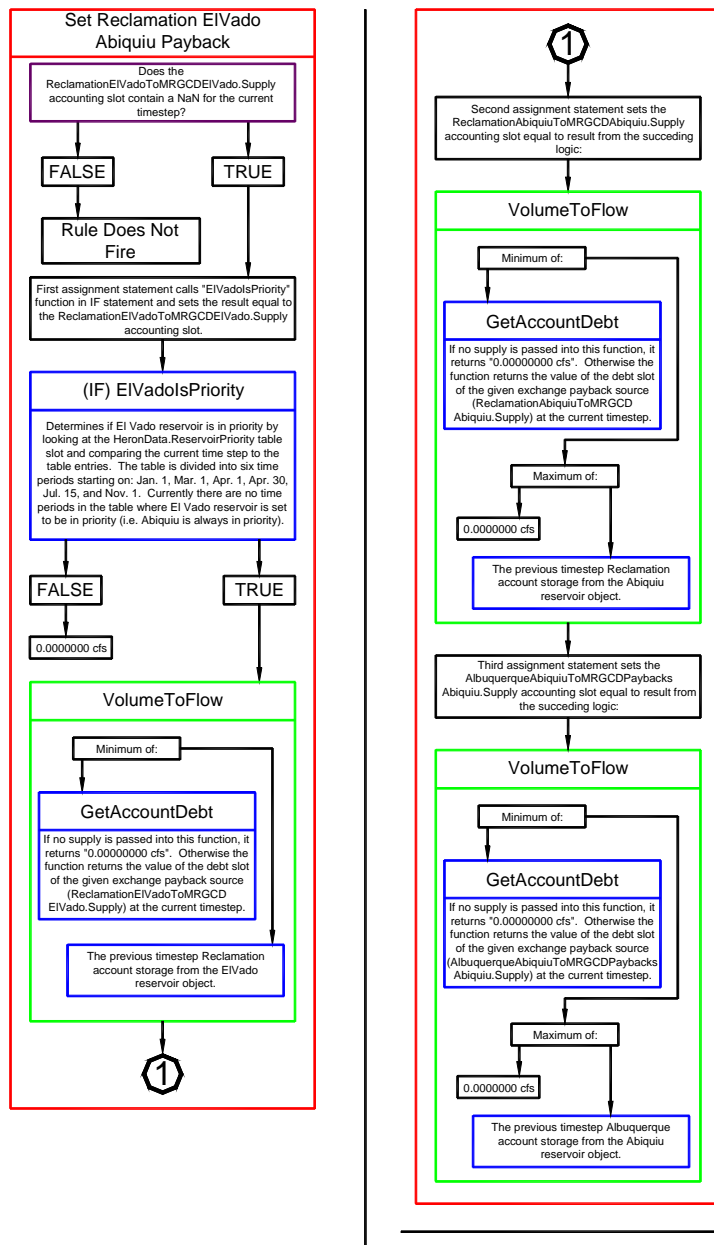 Set Reclamation ElVado
Abiquiu Payback
Does the
ReclamationElVadoToMRGCDElVado.Supply
accounting slot contain a NaN for the current
timestep?
FALSE
TRUE
Rule Does Not
Fire
First assignment statement calls "ElVadoIsPriority"
function in IF statement and sets the result equal to
the ReclamationElVadoToMRGCDElVado.Supply
accounting slot.
(IF) ElVadoIsPriority
Determines if El Vado reservoir is in priority by
looking at the HeronData.ReservoirPriority table
slot and comparing the current time step to the
table entries. The table is divided into six time
periods starting on: Jan. 1, Mar. 1, Apr. 1, Apr. 30,
Jul. 15, and Nov. 1. Currently there are no time
periods in the table where El Vado reservoir is set
to be in priority (i.e. Abiquiu is always in priority).
FALSE
TRUE
0.0000000 cfs
VolumeToFlow
Minimum of:
GetAccountDebt
If no supply is passed into this function, it
returns "0.00000000 cfs". Otherwise the
function returns the value of the debt slot
of the given exchange payback source
(ReclamationElVadoToMRGCD
ElVado.Supply) at the current timestep.
The previous timestep Reclamation
account storage from the ElVado
reservoir object.
1
1
Second assignment statement sets the
ReclamationAbiquiuToMRGCDAbiquiu.Supply
accounting slot equal to result from the succeding
logic:
VolumeToFlow
Minimum of:
GetAccountDebt
If no supply is passed into this function, it
returns "0.00000000 cfs". Otherwise the
function returns the value of the debt slot
of the given exchange payback source
(ReclamationAbiquiuToMRGCD
Abiquiu.Supply) at the current timestep.
Maximum of:
0.0000000 cfs
The previous timestep Reclamation
account storage from the Abiquiu
reservoir object.
Third assignment statement sets the
AlbuquerqueAbiquiuToMRGCDPaybacks
Abiquiu.Supply accounting slot equal to result from
the succeding logic:
VolumeToFlow
Minimum of:
GetAccountDebt
If no supply is passed into this function, it
returns "0.00000000 cfs". Otherwise the
function returns the value of the debt slot
of the given exchange payback source
(AlbuquerqueAbiquiuToMRGCDPaybacks
Abiquiu.Supply) at the current timestep.
Maximum of:
0.0000000 cfs
The previous timestep Albuquerque
account storage from the Abiquiu
reservoir object.